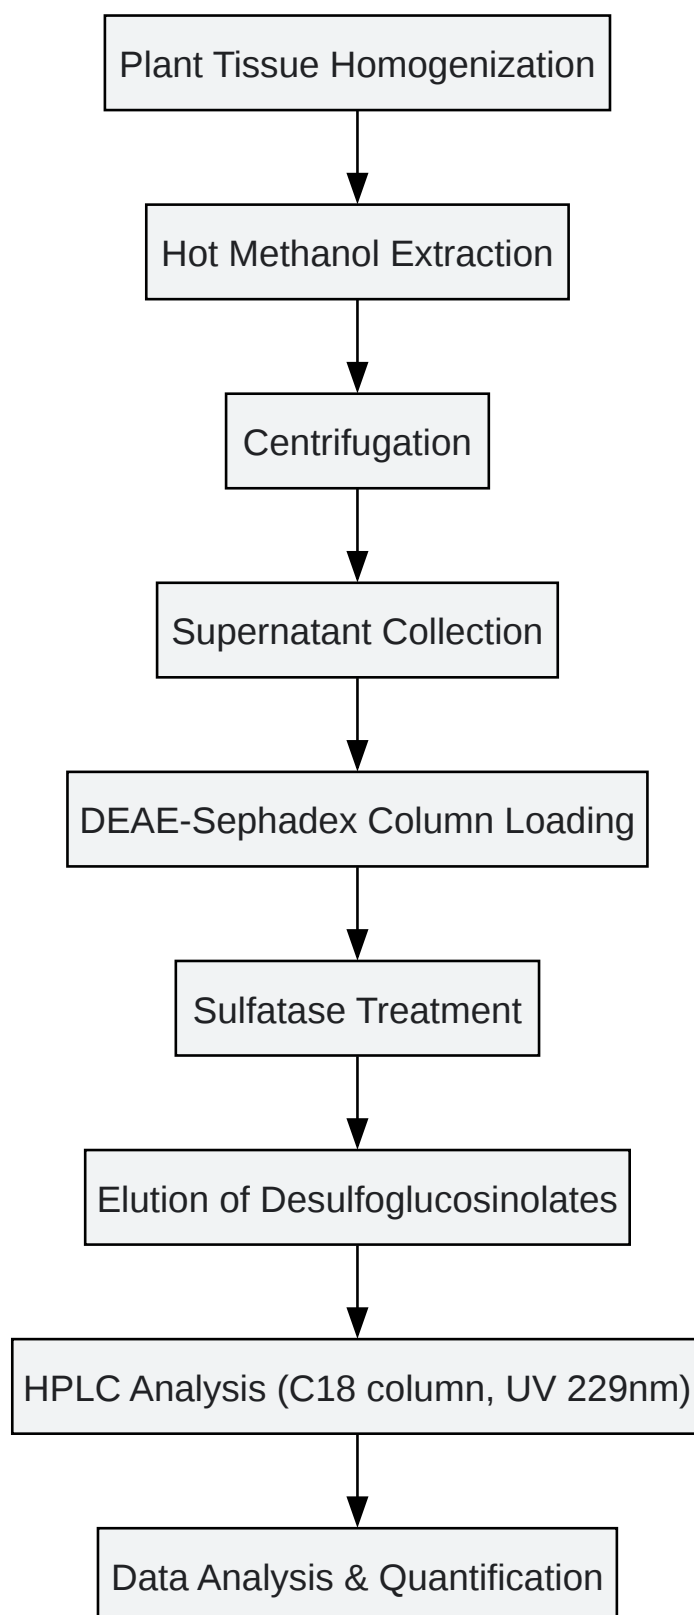 Plant Tissue Homogenization
Hot Methanol Extraction
Centrifugation
Supernatant Collection
DEAE-Sephadex Column Loading
Sulfatase Treatment
Elution of Desulfoglucosinolates
HPLC Analysis (C18 column, UV 229nm)
Data Analysis & Quantification